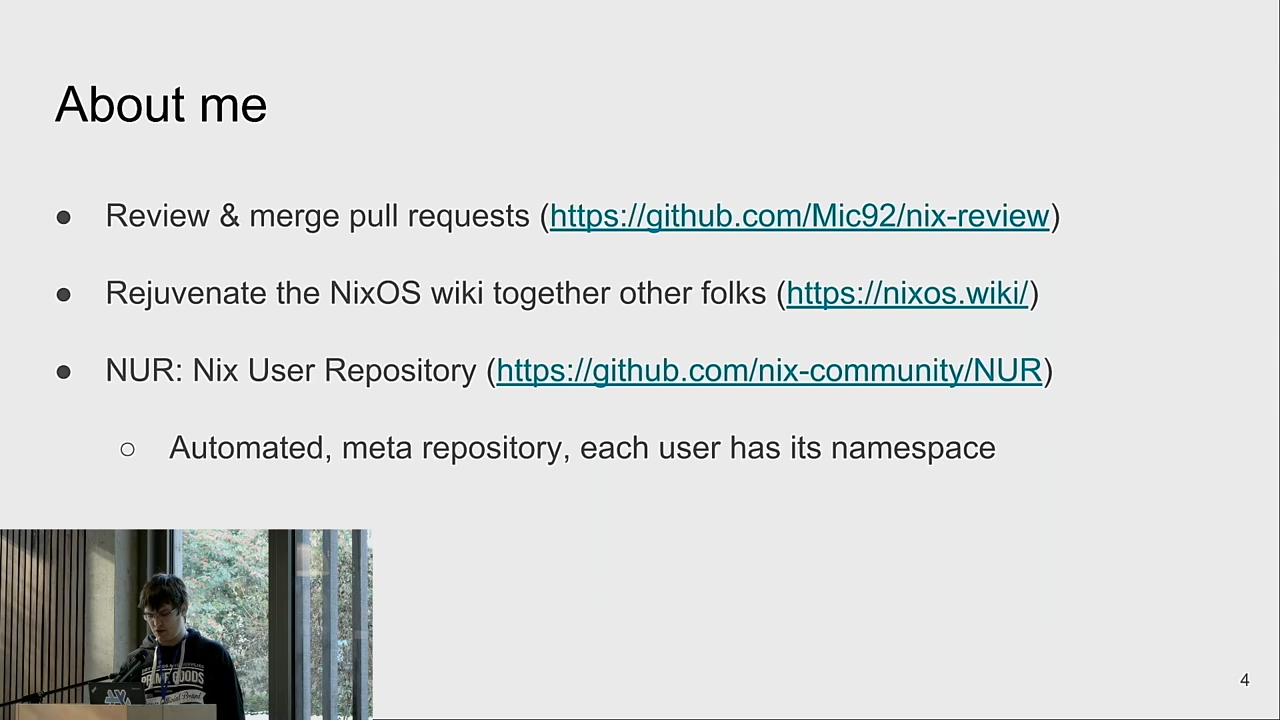 About me
● Review & merge pull requests (https://github.com/Mic92/nix-review)
● Rejuvenate the NixOS wiki together other folks (https://nixos.wiki/)
● NUR: Nix User Repository (https://github.com/nix-community/NUR)
○ Automated, meta repository, each user has its namespace
GOODS
4